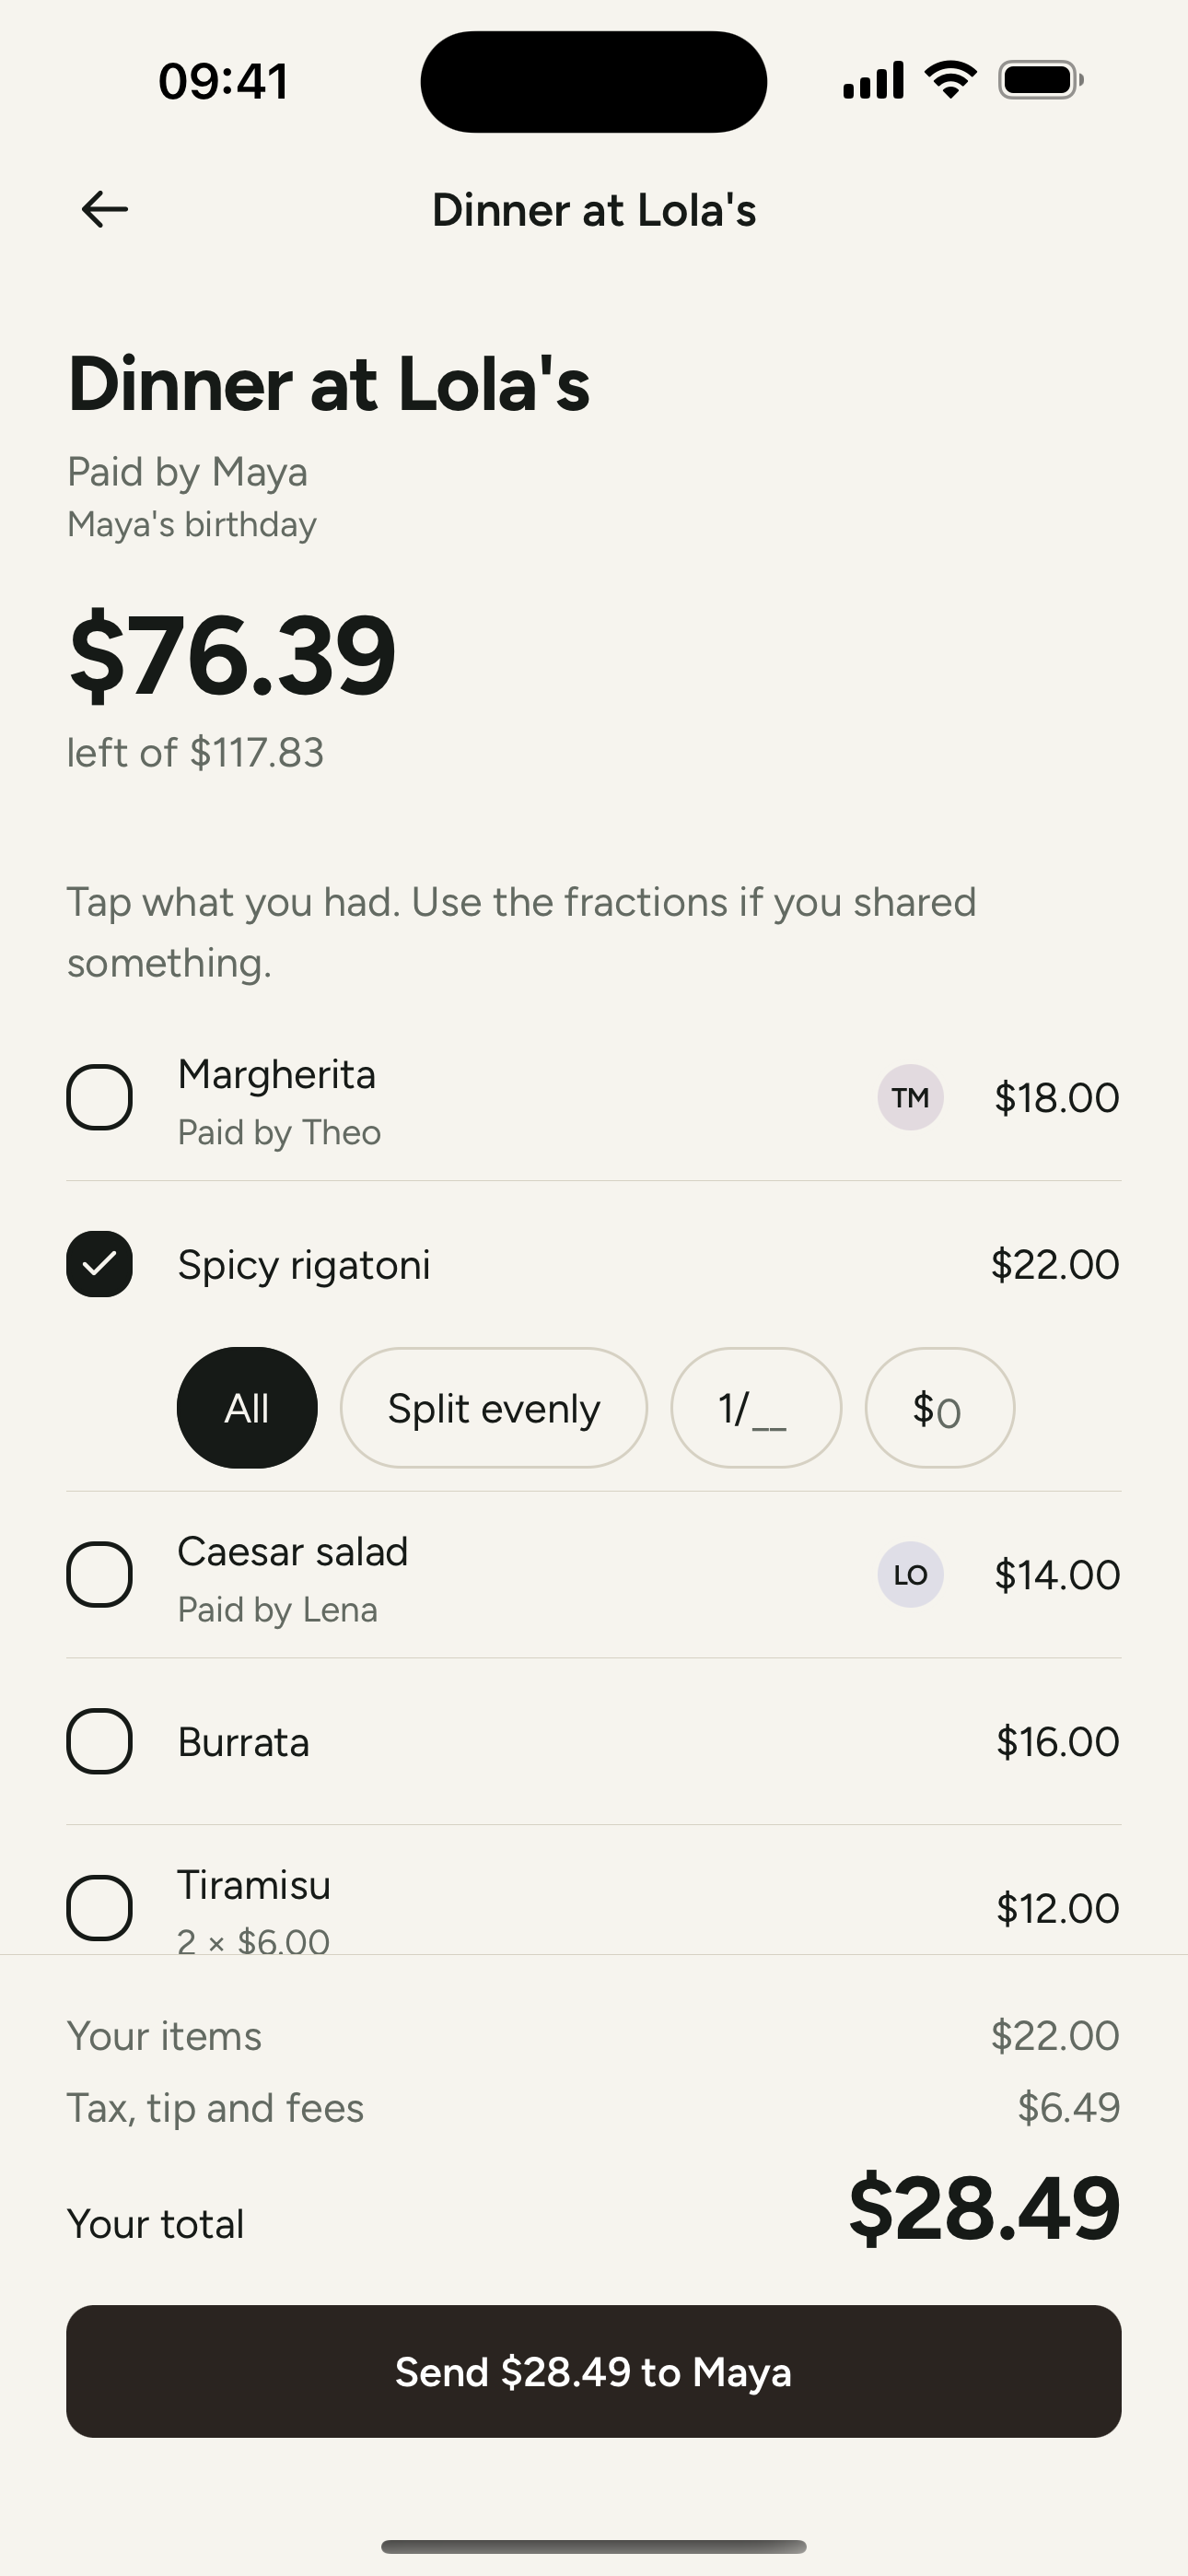 09:41
Dinner at Lola's
Dinner at Lola's
Paid by Maya
Maya's birthday
$76.39
left of $117.83
Tap what you had. Use the fractions if you shared
something.
Margherita
Paid by Theo
TM
$18.00
Spicy rigatoni
$22.00
All
Split evenly
1/__
$0
Caesar salad
Paid by Lena
LO
$14.00
Burrata
$16.00
Tiramisu
2 × $6.00
$12.00
Your items
$22.00
Tax, tip and fees
$6.49
Your total
$28.49
Send $28.49 to Maya